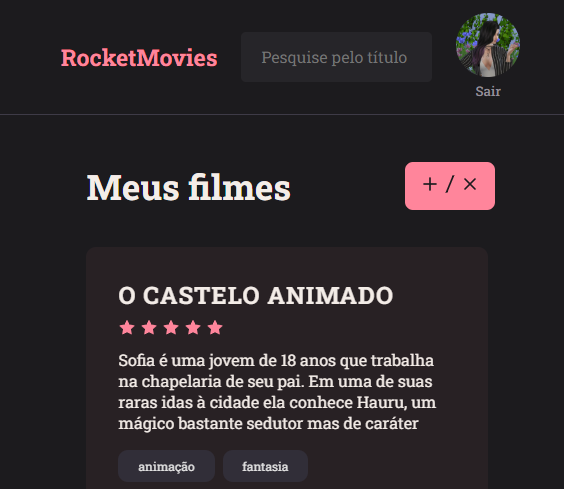 RocketMovies
Pesquise pelo título
Sair
Meus filmes
+ / ×
O CASTELO ANIMADO
Sofia é uma jovem de 18 anos que trabalha
na chapelaria de seu pai. Em uma de suas
raras idas à cidade ela conhece Hauru, um
mágico bastante sedutor mas de caráter
animação
fantasia